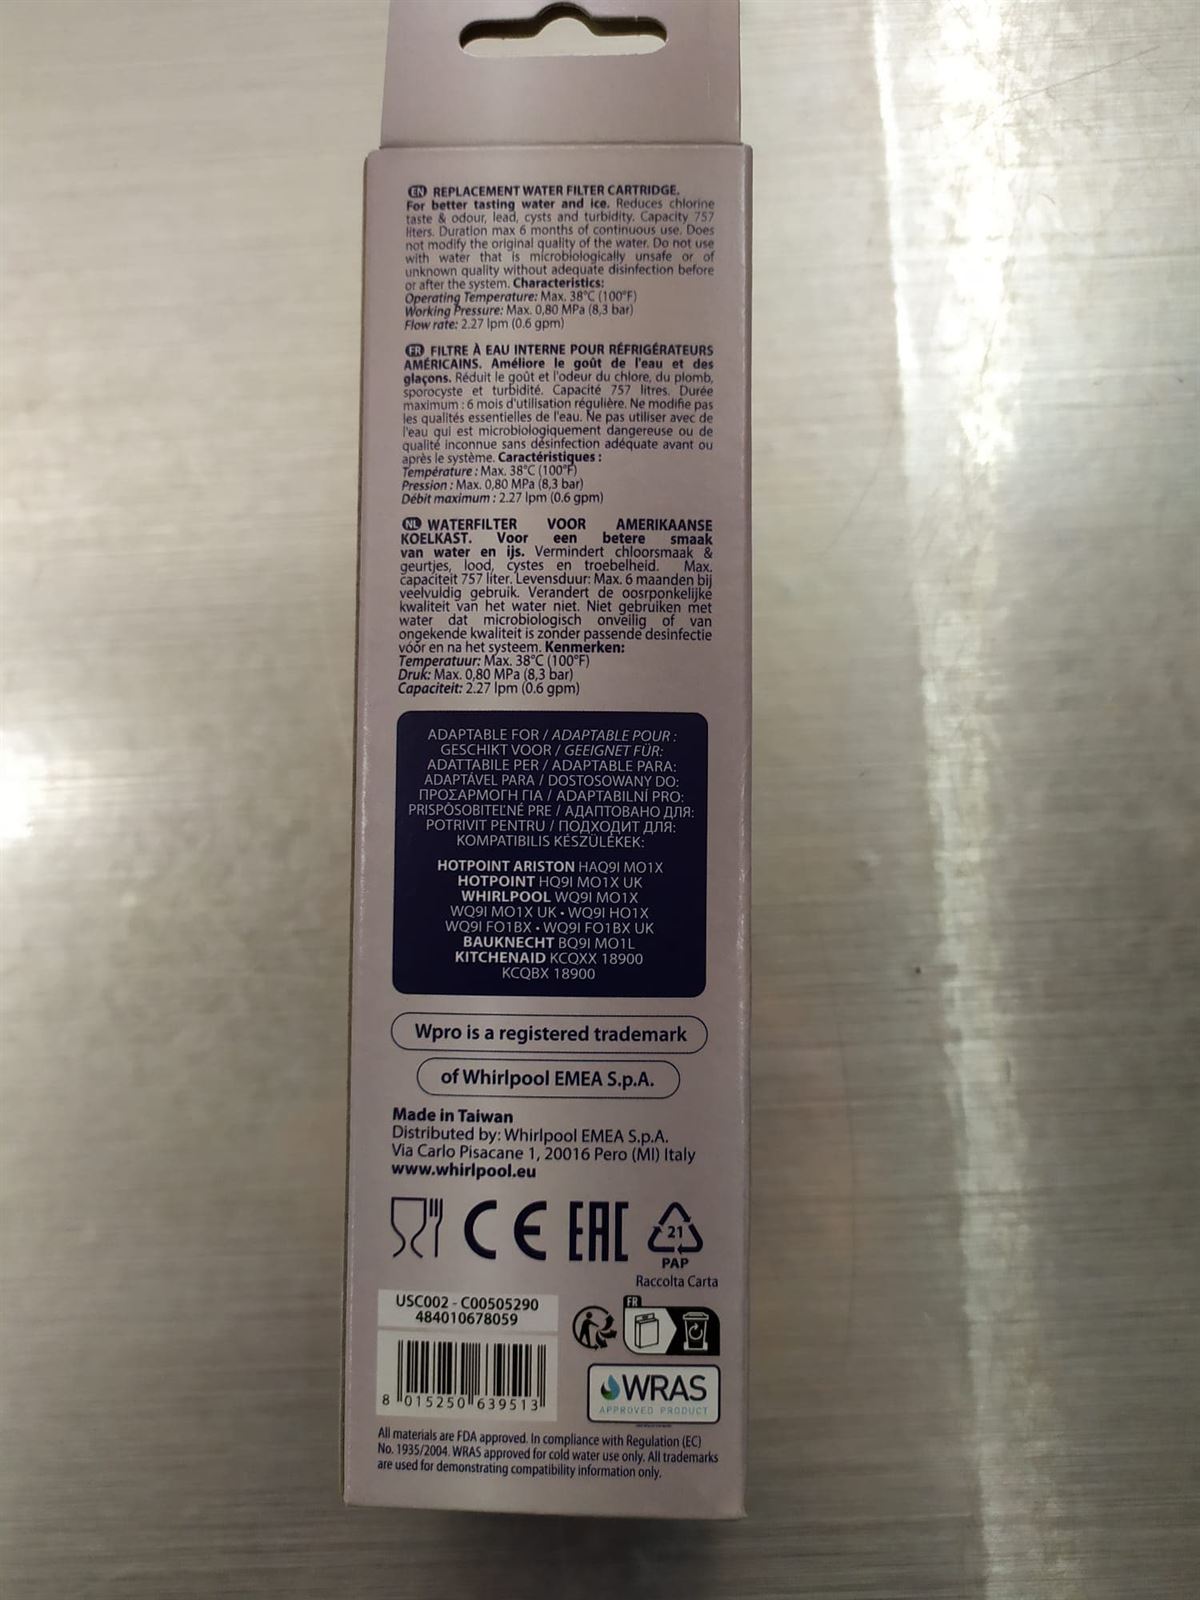 EN REPLACEMENT WATER FILTER CARTRIDGE.
For better tasting water and ice. Reduces chlorine
taste & odour, lead, cysts and turbidity. Capacity 757
liters. Duration max 6 months of continuous use. Does
not modify the original quality of the water. Do not use
with water that is microbiologically unsafe or of
unknown quality without adequate disinfection before
or after the system. Characteristics:
Operating Temperature: Max. 38°C (100°F)
Working Pressure: Max. 0,80 MPa (8,3 bar)
Flow rate: 2.27 lpm (0.6 gpm)
FR FILTRE À EAU INTERNE POUR RÉFRIGÉRATEURS
AMÉRICAINS. Améliore le goût de l'eau et des
glaçons. Réduit le goût et l'odeur du chlore, du plomb,
sporocyste et turbidité. Capacité 757 litres. Durée
maximum : 6 mois d'utilisation régulière. Ne modifie pas
les qualités essentielles de l'eau. Ne pas utiliser avec de
l'eau qui est microbiologiquement dangereuse ou de
qualité inconnue sans désinfection adéquate avant ou
après le système. Caractéristiques :
Température : Max. 38°C (100°F)
Pression : Max. 0,80 MPa (8,3 bar)
Débit maximum : 2.27 lpm (0.6 gpm)
NL WATERFILTER VOOR AMERIKAANSE
KOELKAST. Voor een betere smaak
van water en ijs. Vermindert chloorsmaak &
geurtjes, lood, cystes en troebelheid. Max.
capaciteit 757 liter. Levensduur: Max. 6 maanden bij
veelvuldig gebruik. Verandert de oosrponkelijke
kwaliteit van het water niet. Niet gebruiken met
water dat microbiologisch onveilig of van
ongekende kwaliteit is zonder passende desinfectie
vóór en na het systeem. Kenmerken:
Temperatuur: Max. 38°C (100°F)
Druk: Max. 0,80 MPa (8,3 bar)
Capaciteit: 2.27 lpm (0.6 gpm)
ADAPTABLE FOR / ADAPTABLE POUR :
GESCHIKT VOOR / GEEIGNET FÜR:
ADATTABILE PER / ADAPTABLE PARA:
ADAPTÁVEL PARA / DOSTOSOWANY DO:
ΠΡΟΣΑΡΜΟΓΗ ΓΙΑ / ADAPTABILNÍ PRO:
PRISPÔSOBITEĽNÉ PRE / АДАПТОВАНО ДЛЯ:
POTRIVIT PENTRU / ПОДХОДИТ ДЛЯ:
KOMPATIBILIS KÉSZÜLÉKEK:
HOTPOINT ARISTON HAQ9I MO1X
HOTPOINT HQ9I MO1X UK
WHIRLPOOL WQ9I MO1X
WQ9I MO1X UK • WQ9I HO1X
WQ9I FO1BX • WQ9I FO1BX UK
BAUKNECHT BQ9I MO1L
KITCHENAID KCQXX 18900
KCQBX 18900
Wpro is a registered trademark
of Whirlpool EMEA S.p.A.
Made in Taiwan
Distributed by: Whirlpool EMEA S.p.A.
Via Carlo Pisacane 1, 20016 Pero (MI) Italy
www.whirlpool.eu
CE EAC 21
PAP
Raccolta Carta
USC002 - C00505290
484010678059
FR
8 015250 639513
WRAS
APPROVED PRODUCT
All materials are FDA approved. In compliance with Regulation (EC)
No. 1935/2004. WRAS approved for cold water use only. All trademarks
are used for demonstrating compatibility information only.